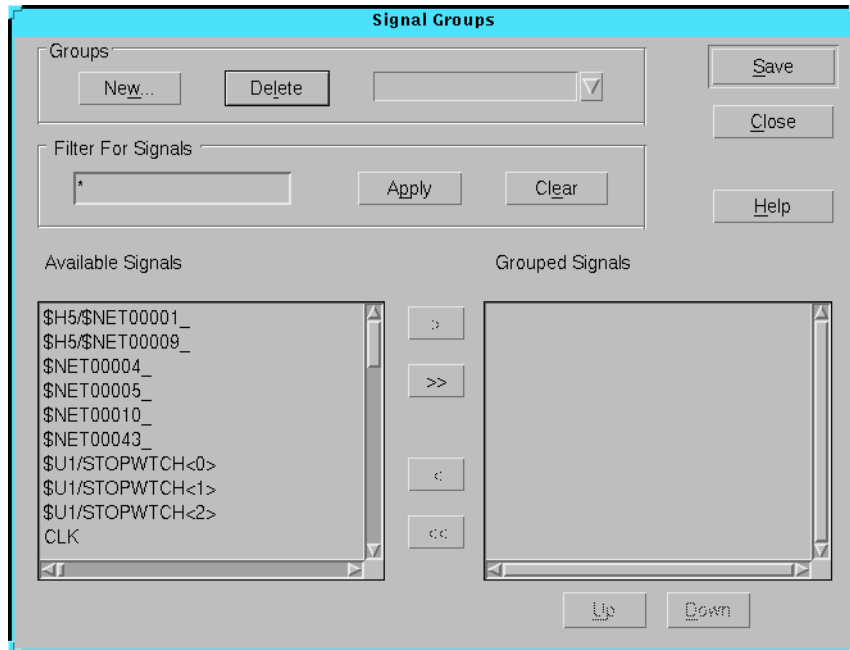 Signal Groups
Groups
New...
Delete
Save
Close
Filter For Signals
*
Apply
Clear
Help
Available Signals
Grouped Signals
$H5/$NET00001_
$H5/$NET00009_
$NET00004_
$NET00005_
$NET00010_
$NET00043_
$U1/STOPWTCH<0>
$U1/STOPWTCH<1>
$U1/STOPWTCH<2>
CLK
>
>>
<
<<
Up
Down